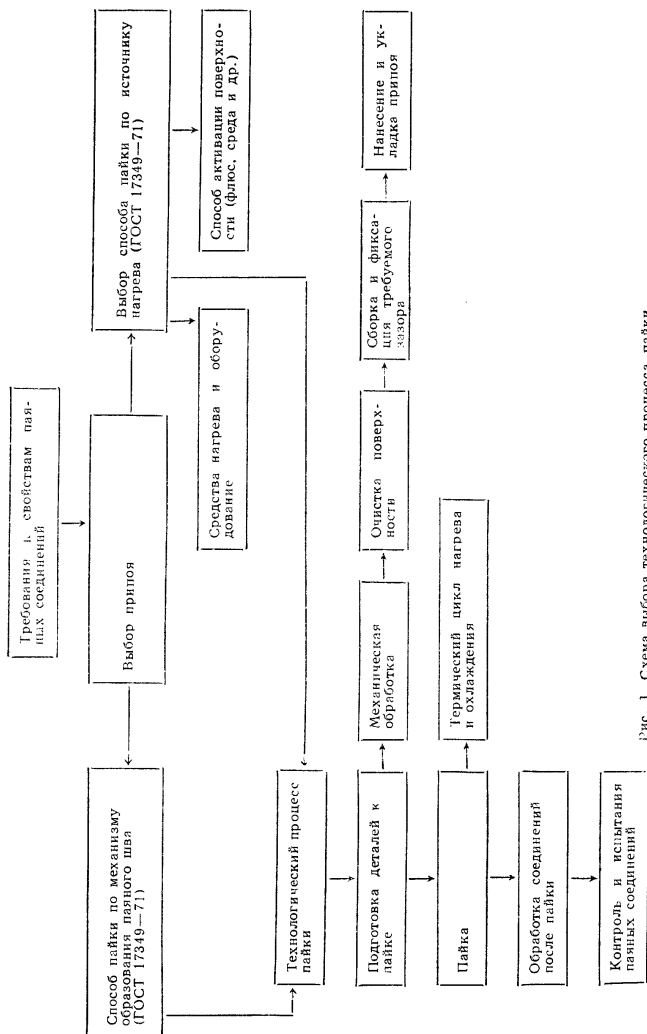 Требования к свойствам пая-
ных соединений
Выбор припоя
Способ пайки по механизму
образования паяного шва
(ГОСТ 17349—71)
Выбор способа пайки по источнику
нагрева (ГОСТ 17349—71)
Средства нагрева и обору-
дование
Способ активации поверхно-
сти (флюс, среда и др.)
Технологический процесс
пайки
Подготовка деталей к
пайке
Механическая
обработка
Очистка поверх-
ности
Сборка и фикса-
ция требуемого
зазора
Нанесение и ук-
ладка припоя
Пайка
Термический цикл нагрева
и охлаждения
Обработка соединений
после пайки
Контроль и испытания
паяных соединений
Рис. 1. Схема выбора технологического процесса пайки